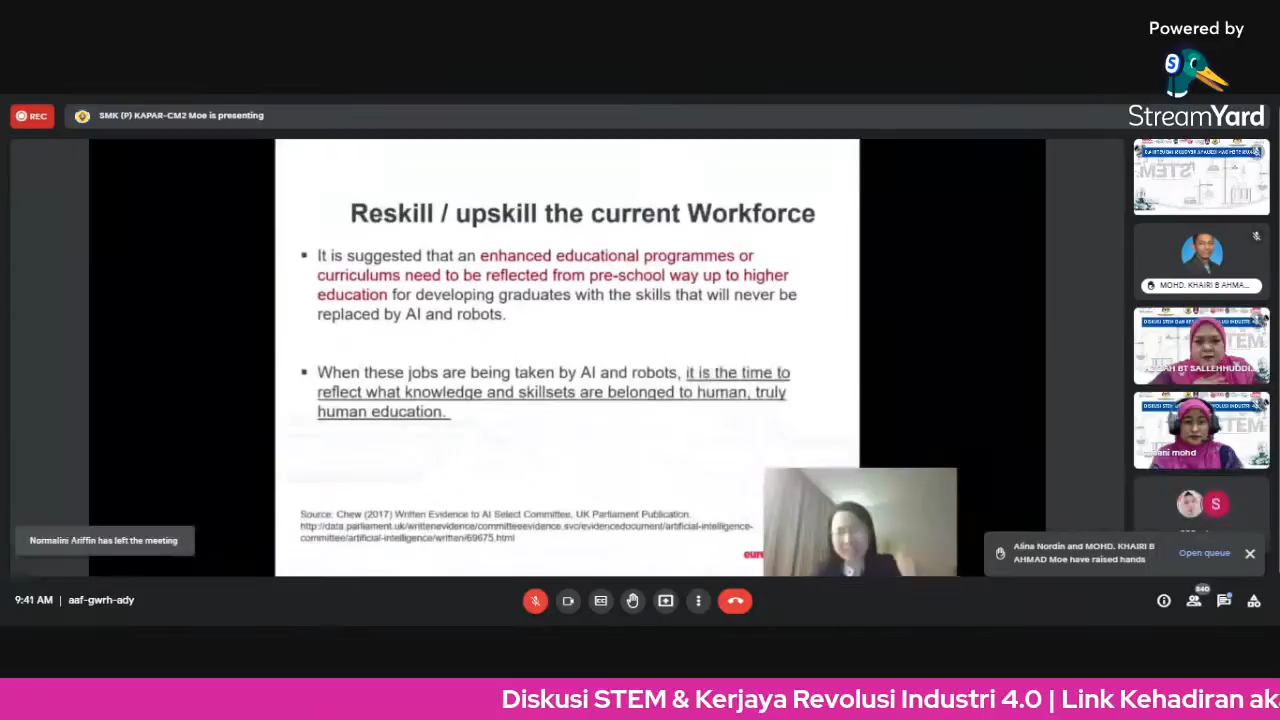 Powered by
StreamYard
REC
SMK (P) KAPAR-CM2 Moe is presenting
Reskill / upskill the current Workforce
It is suggested that an enhanced educational programmes or
curriculums need to be reflected from pre-school way up to higher
education for developing graduates with the skills that will never be
replaced by AI and robots.
When these jobs are being taken by AI and robots, it is the time to
reflect what knowledge and skillsets are belonged to human, truly
human education.
Source: Chew (2017) Written Evidence to AI Select Committee, UK Parliament Publication.
http://data.parliament.uk/writtenevidence/committeeevidence.svc/evidencedocument/artificial-intelligence-
committee/artificial-intelligence/written/69675.html
STEM
MOHD. KHAIRI B AHMA...
BT SALLEHHUDDI...
mohd
S
Normalini Ariffin has left the meeting
Alina Nordin and MOHD. KHAIRI B
AHMAD Moe have raised hands
Open queue
9:41 AM | aaf-gwrh-ady
Diskusi STEM & Kerjaya Revolusi Industri 4.0 | Link Kehadiran ak